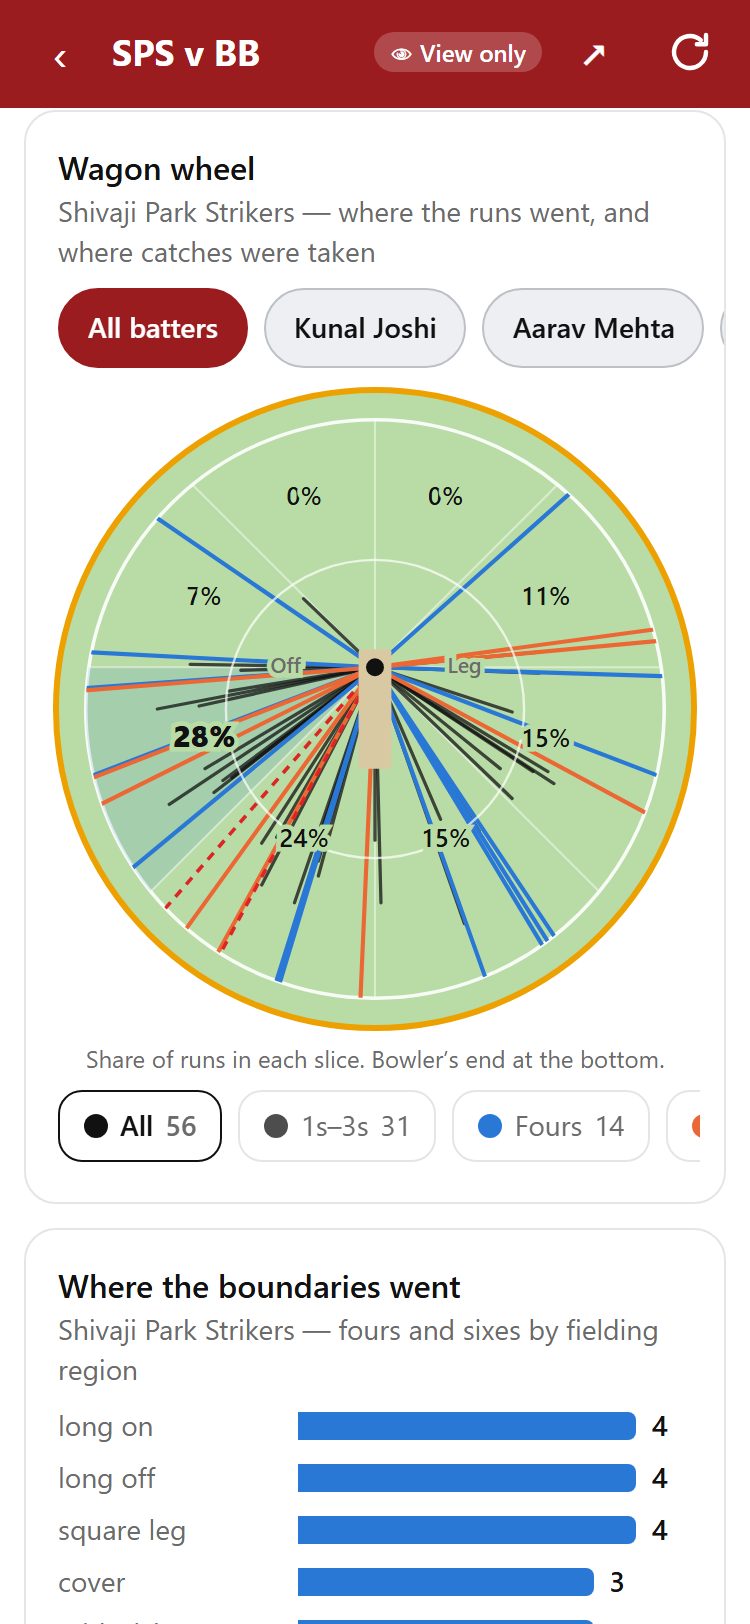 ‹ SPS v BB View only ↗
Wagon wheel
Shivaji Park Strikers — where the runs went, and
where catches were taken
All batters Kunal Joshi Aarav Mehta
0% 0%
7% 11%
Off Leg
28% 15%
24% 15%
Share of runs in each slice. Bowler’s end at the bottom.
All 56 1s–3s 31 Fours 14
Where the boundaries went
Shivaji Park Strikers — fours and sixes by fielding
region
long on 4
long off 4
square leg 4
cover 3